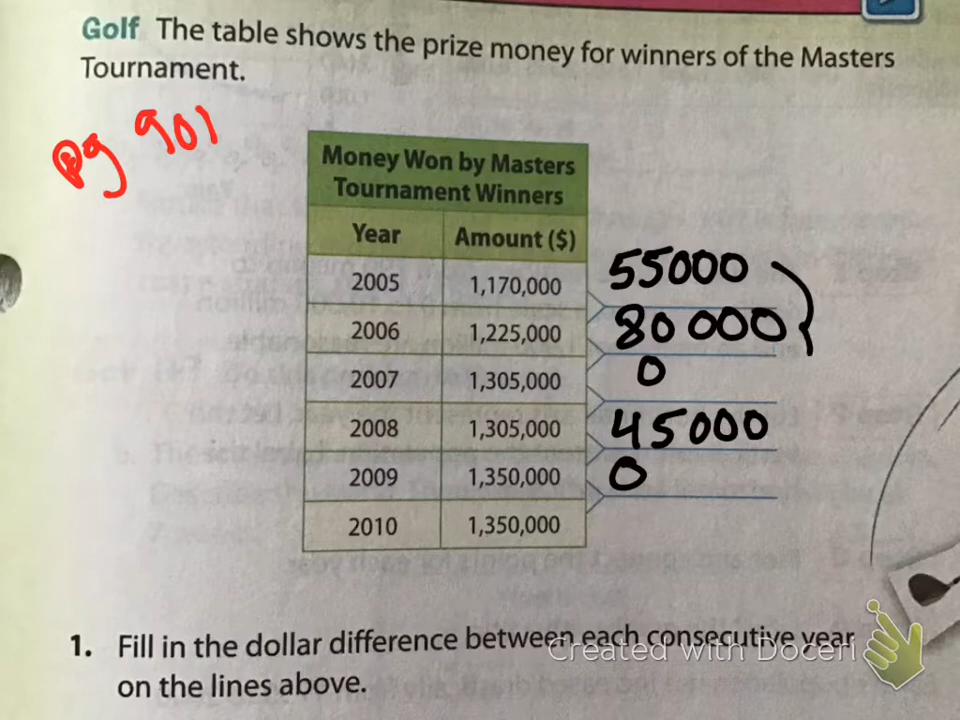 Golf The table shows the prize money for winners of the Masters
Tournament.
pg 901
Money Won by Masters
Tournament Winners
Year Amount ($)
2005 1,170,000
55000
2006 1,225,000
80 000
2007 1,305,000
0
2008 1,305,000
45000
2009 1,350,000
0
2010 1,350,000
1. Fill in the dollar difference between each consecutive year
on the lines above.
Created with Doceri